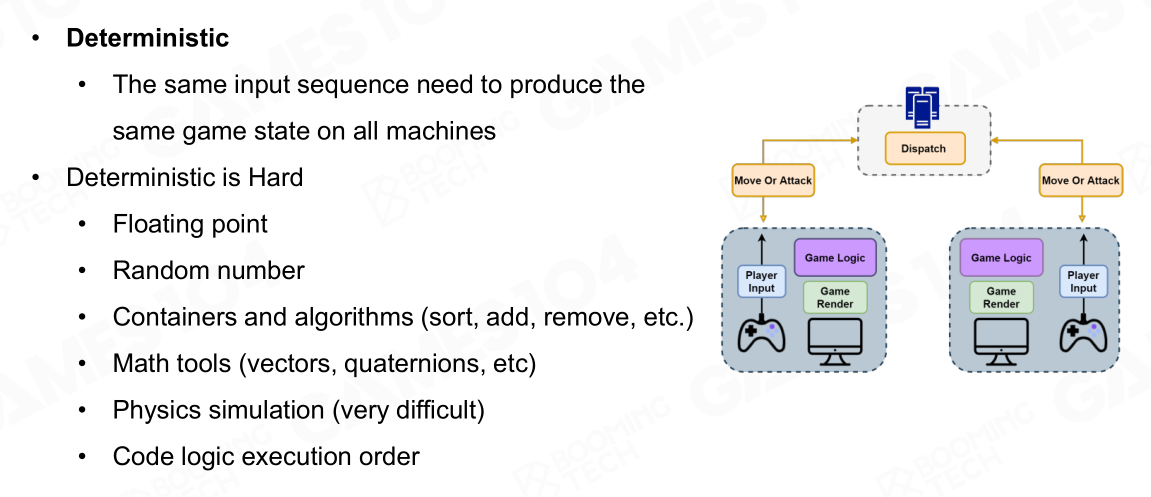 • Deterministic
• The same input sequence need to produce the
same game state on all machines
• Deterministic is Hard
• Floating point
• Random number
• Containers and algorithms (sort, add, remove, etc.)
• Math tools (vectors, quaternions, etc)
• Physics simulation (very difficult)
• Code logic execution order
Dispatch
Move Or Attack
Move Or Attack
Player
Input
Game Logic
Game
Render
Game Logic
Game
Render
Player
Input
GAMES104
BOOMING
TECH